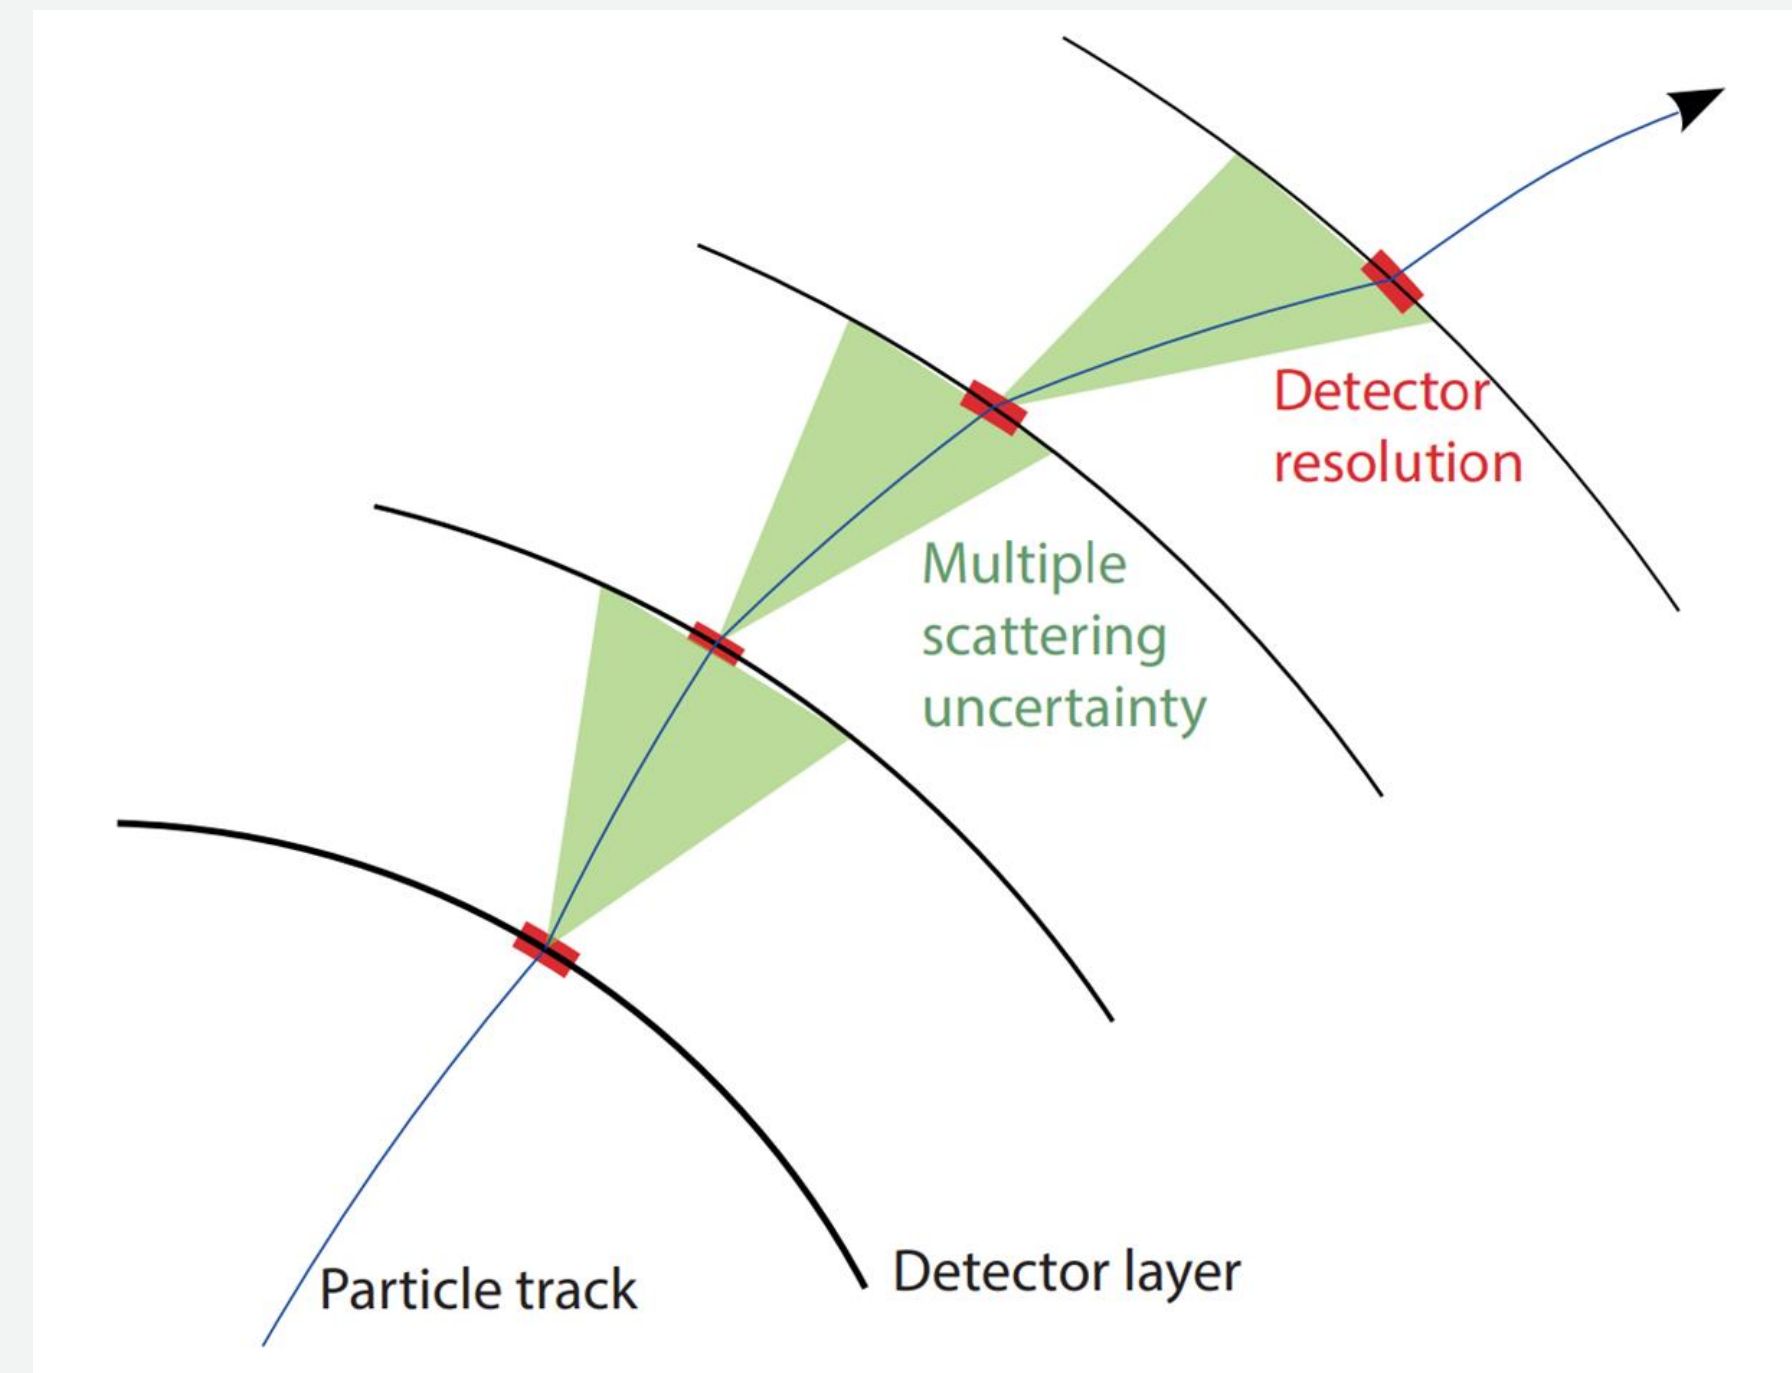 Detector
resolution
Multiple
scattering
uncertainty
Particle track
Detector layer